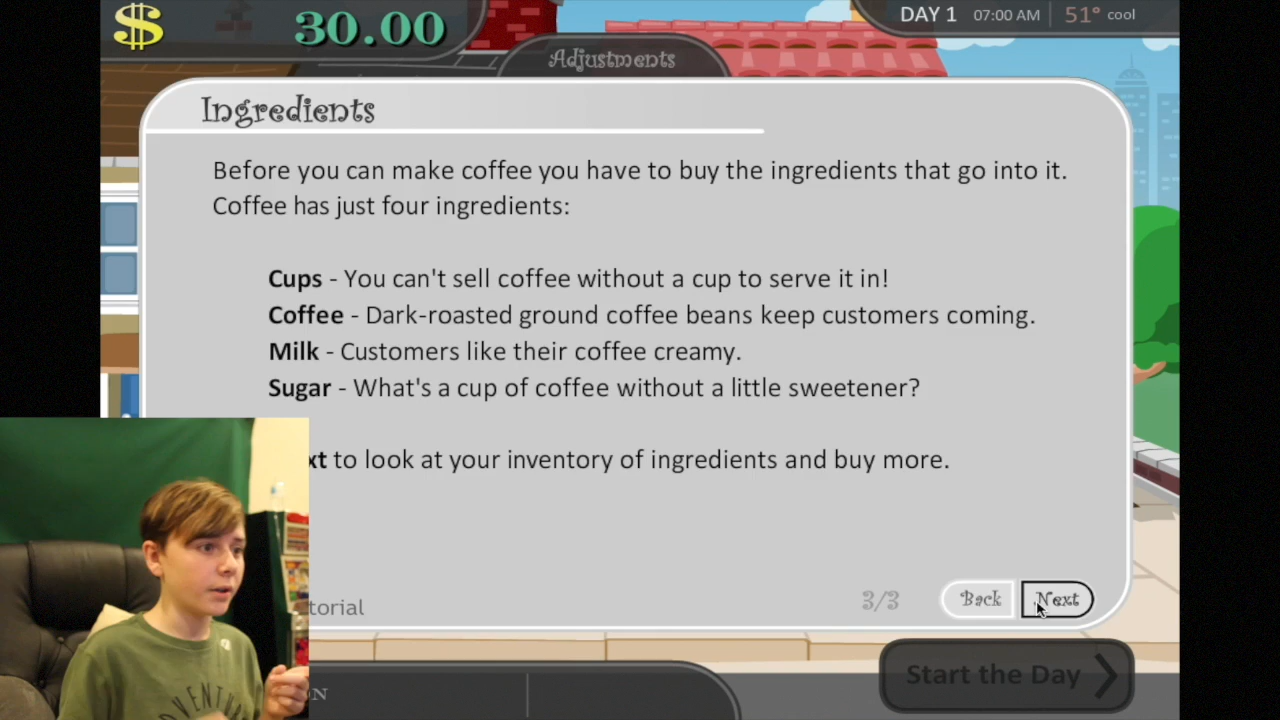 $ 30.00
DAY 1 07:00 AM 51° cool
Adjustments
Ingredients
Before you can make coffee you have to buy the ingredients that go into it.
Coffee has just four ingredients:
Cups - You can't sell coffee without a cup to serve it in!
Coffee - Dark-roasted ground coffee beans keep customers coming.
Milk - Customers like their coffee creamy.
Sugar - What's a cup of coffee without a little sweetener?
xt to look at your inventory of ingredients and buy more.
torial 3/3 Back Next
Start the Day
ON